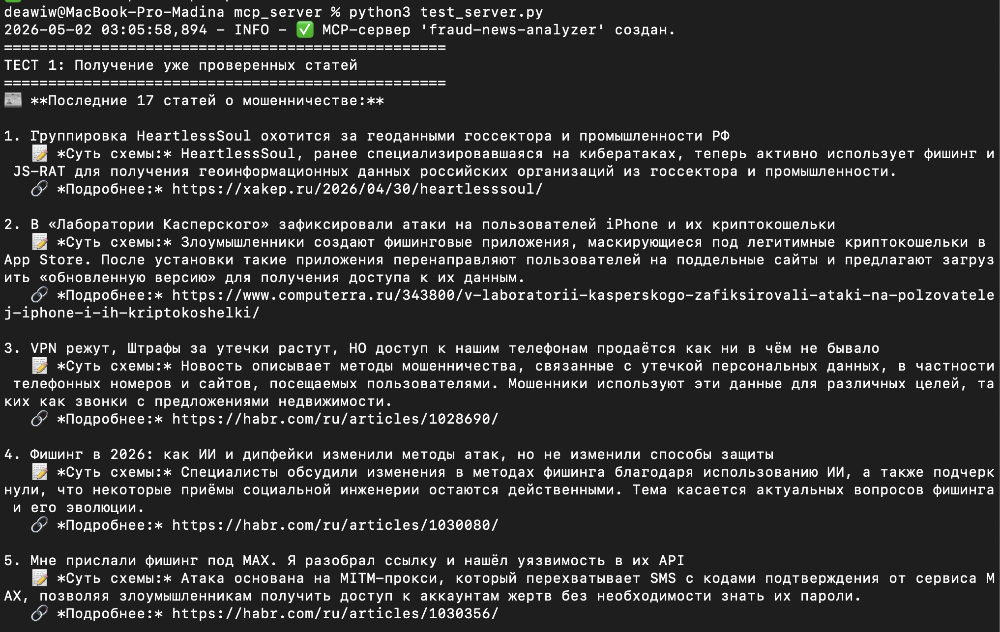 deawiw@MacBook-Pro-Madina mcp_server % python3 test_server.py
2026-05-02 03:05:58,894 - INFO - ✅ MCP-сервер 'fraud-news-analyzer' создан.
==================================================
ТЕСТ 1: Получение уже проверенных статей
==================================================
📰 **Последние 17 статей о мошенничестве:**
1. Группировка HeartlessSoul охотится за геоданными госсектора и промышленности РФ
📝 *Суть схемы:* HeartlessSoul, ранее специализировавшаяся на кибератаках, теперь активно использует фишинг и
JS-RAT для получения геоинформационных данных российских организаций из госсектора и промышленности.
🔗 *Подробнее:* https://xakep.ru/2026/04/30/heartlesssoul/
2. В «Лаборатории Касперского» зафиксировали атаки на пользователей iPhone и их криптокошельки
📝 *Суть схемы:* Злоумышленники создают фишинговые приложения, маскирующиеся под легитимные криптокошельки в
App Store. После установки такие приложения перенаправляют пользователей на поддельные сайты и предлагают загруз
ить «обновленную версию» для получения доступа к их данным.
🔗 *Подробнее:* https://www.computerra.ru/343800/v-laboratorii-kasperskogo-zafiksirovali-ataki-na-polzovatele
j-iphone-i-ih-kriptokoshelki/
3. VPN режут, Штрафы за утечки растут, НО доступ к нашим телефонам продаётся как ни в чём не бывало
📝 *Суть схемы:* Новость описывает методы мошенничества, связанные с утечкой персональных данных, в частности
телефонных номеров и сайтов, посещаемых пользователями. Мошенники используют эти данные для различных целей, та
ких как звонки с предложениями недвижимости.
🔗 *Подробнее:* https://habr.com/ru/articles/1028690/
4. Фишинг в 2026: как ИИ и дипфейки изменили методы атак, но не изменили способы защиты
📝 *Суть схемы:* Специалисты обсудили изменения в методах фишинга благодаря использованию ИИ, а также подчерк
нули, что некоторые приёмы социальной инженерии остаются действенными. Тема касается актуальных вопросов фишинга
и его эволюции.
🔗 *Подробнее:* https://habr.com/ru/articles/1030080/
5. Мне прислали фишинг под MAX. Я разобрал ссылку и нашёл уязвимость в их API
📝 *Суть схемы:* Атака основана на MITM-прокси, который перехватывает SMS с кодами подтверждения от сервиса M
AX, позволяя злоумышленникам получить доступ к аккаунтам жертв без необходимости знать их пароли.
🔗 *Подробнее:* https://habr.com/ru/articles/1030356/